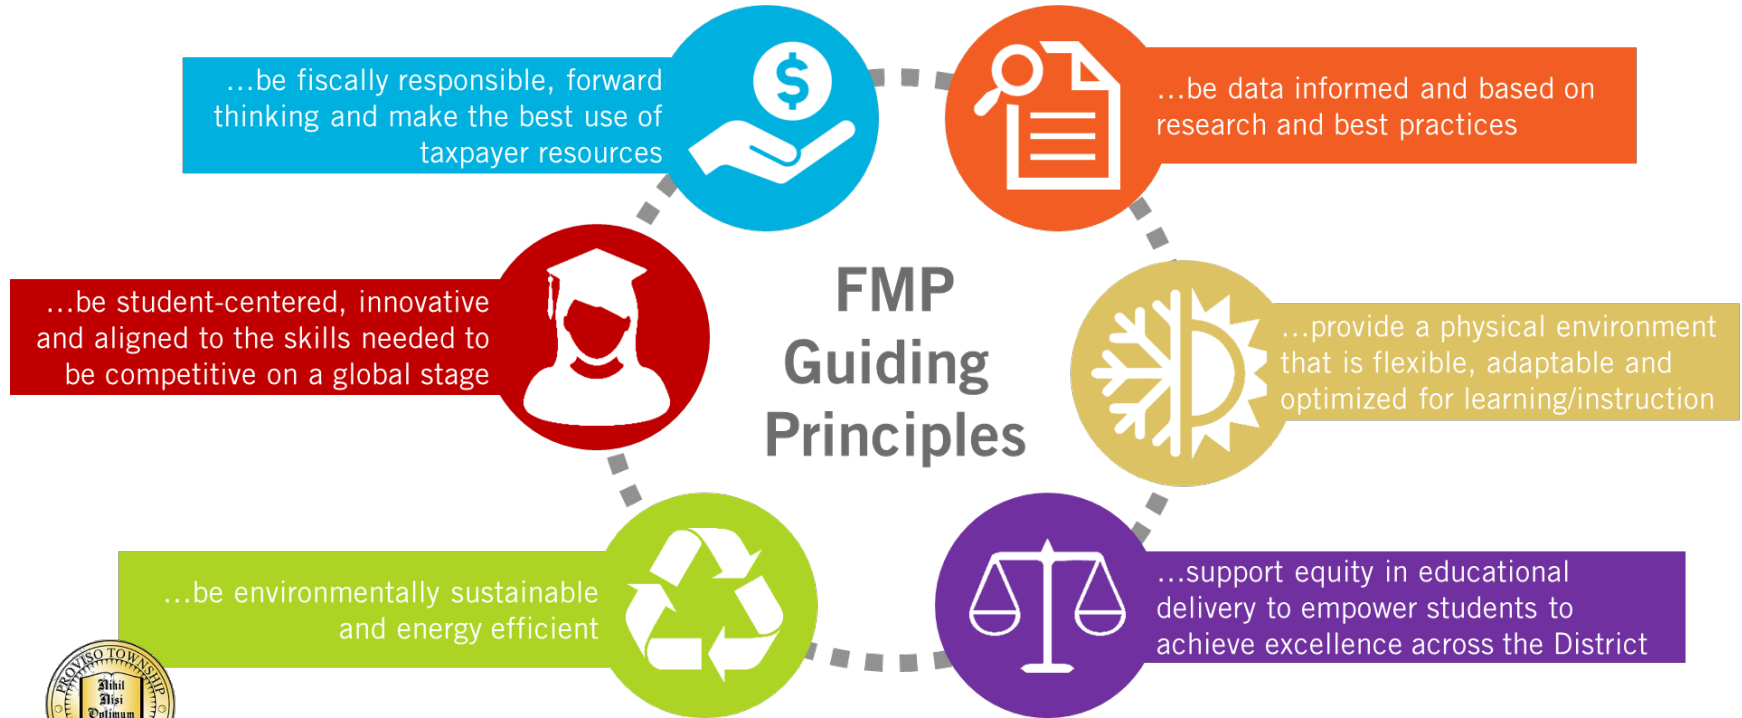 …be fiscally responsible, forward
thinking and make the best use of
taxpayer resources
$
…be data informed and based on
research and best practices
…be student-centered, innovative
and aligned to the skills needed to
be competitive on a global stage
FMP
Guiding
Principles
…provide a physical environment
that is flexible, adaptable and
optimized for learning/instruction
…be environmentally sustainable
and energy efficient
…support equity in educational
delivery to empower students to
achieve excellence across the District
PROVISO TOWNSHIP
Nihil
Nisi
Optimum